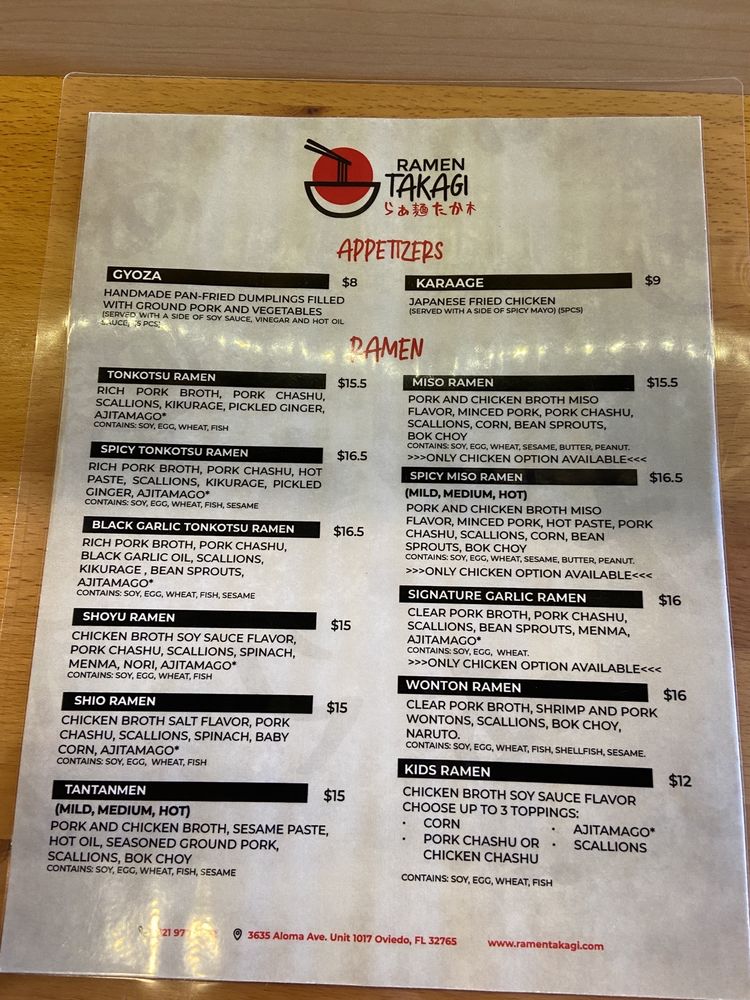 RAMEN
TAKAGI
らぁ麺たか木
APPETIZERS
GYOZA $8
HANDMADE PAN-FRIED DUMPLINGS FILLED
WITH GROUND PORK AND VEGETABLES
(SERVED WITH A SIDE OF SOY SAUCE, VINEGAR AND HOT OIL
SAUCE, (5 PCS)
KARAAGE $9
JAPANESE FRIED CHICKEN
(SERVED WITH A SIDE OF SPICY MAYO) (5PCS)
RAMEN
TONKOTSU RAMEN $15.5
RICH PORK BROTH, PORK CHASHU,
SCALLIONS, KIKURAGE, PICKLED GINGER,
AJITAMAGO*
CONTAINS: SOY, EGG, WHEAT, FISH
SPICY TONKOTSU RAMEN $16.5
RICH PORK BROTH, PORK CHASHU, HOT
PASTE, SCALLIONS, KIKURAGE, PICKLED
GINGER, AJITAMAGO*
CONTAINS: SOY, EGG, WHEAT, FISH, SESAME
BLACK GARLIC TONKOTSU RAMEN $16.5
RICH PORK BROTH, PORK CHASHU,
BLACK GARLIC OIL, SCALLIONS,
KIKURAGE , BEAN SPROUTS,
AJITAMAGO*
CONTAINS: SOY, EGG, WHEAT, FISH, SESAME
SHOYU RAMEN $15
CHICKEN BROTH SOY SAUCE FLAVOR,
PORK CHASHU, SCALLIONS, SPINACH,
MENMA, NORI, AJITAMAGO*
CONTAINS: SOY, EGG, WHEAT, FISH
SHIO RAMEN $15
CHICKEN BROTH SALT FLAVOR, PORK
CHASHU, SCALLIONS, SPINACH, BABY
CORN, AJITAMAGO*
CONTAINS: SOY, EGG, WHEAT, FISH
TANTANMEN $15
(MILD, MEDIUM, HOT)
PORK AND CHICKEN BROTH, SESAME PASTE,
HOT OIL, SEASONED GROUND PORK,
SCALLIONS, BOK CHOY
CONTAINS: SOY, EGG, WHEAT, FISH, SESAME
MISO RAMEN $15.5
PORK AND CHICKEN BROTH MISO
FLAVOR, MINCED PORK, PORK CHASHU,
SCALLIONS, CORN, BEAN SPROUTS,
BOK CHOY
CONTAINS: SOY, EGG, WHEAT, SESAME, BUTTER, PEANUT.
>>>ONLY CHICKEN OPTION AVAILABLE<<<
SPICY MISO RAMEN $16.5
(MILD, MEDIUM, HOT)
PORK AND CHICKEN BROTH MISO
FLAVOR, MINCED PORK, HOT PASTE, PORK
CHASHU, SCALLIONS, CORN, BEAN
SPROUTS, BOK CHOY
CONTAINS: SOY, EGG, WHEAT, SESAME, BUTTER, PEANUT.
>>>ONLY CHICKEN OPTION AVAILABLE<<<
SIGNATURE GARLIC RAMEN $16
CLEAR PORK BROTH, PORK CHASHU,
SCALLIONS, BEAN SPROUTS, MENMA,
AJITAMAGO*
CONTAINS: SOY, EGG, WHEAT.
>>>ONLY CHICKEN OPTION AVAILABLE<<<
WONTON RAMEN $16
CLEAR PORK BROTH, SHRIMP AND PORK
WONTONS, SCALLIONS, BOK CHOY,
NARUTO.
CONTAINS: SOY, EGG, WHEAT, FISH, SHELLFISH, SESAME.
KIDS RAMEN $12
CHICKEN BROTH SOY SAUCE FLAVOR
CHOOSE UP TO 3 TOPPINGS:
· CORN
· PORK CHASHU OR
CHICKEN CHASHU
· AJITAMAGO*
· SCALLIONS
CONTAINS: SOY, EGG, WHEAT, FISH
3635 Aloma Ave. Unit 1017 Oviedo, FL 32765 www.ramentakagi.com